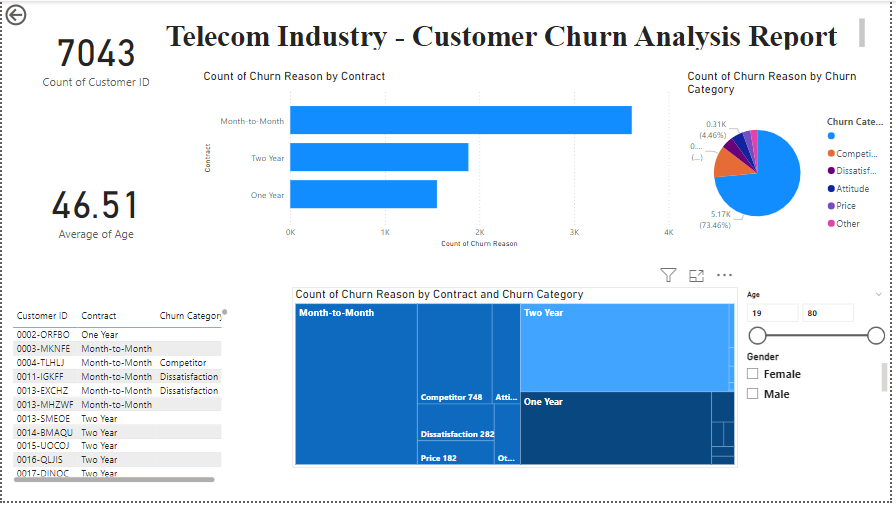 Telecom Industry - Customer Churn Analysis Report
7043
Count of Customer ID
46.51
Average of Age
Count of Churn Reason by Contract
Contract
Month-to-Month
Two Year
One Year
0K
1K
2K
3K
4K
Count of Churn Reason
Count of Churn Reason by Churn
Category
0.31K
(4.46%)
0....
(...)
5.17K
(73.46%)
Churn Cate...
Competi...
Dissatisf...
Attitude
Price
Other
Customer ID Contract Churn Category
0002-ORFBO One Year
0003-MKNFE Month-to-Month
0004-TLHLJ Month-to-Month Competitor
0011-IGKFF Month-to-Month Dissatisfaction
0013-EXCHZ Month-to-Month Dissatisfaction
0013-MHZWF Month-to-Month
0013-SMEOE Two Year
0014-BMAQU Two Year
0015-UOCOJ Two Year
0016-QLJIS Two Year
0017-DINOC Two Year
Count of Churn Reason by Contract and Churn Category
Month-to-Month
Competitor 748
Atti...
Dissatisfaction 282
Price 182
Ot...
Two Year
One Year
Age
19 80
Gender
Female
Male